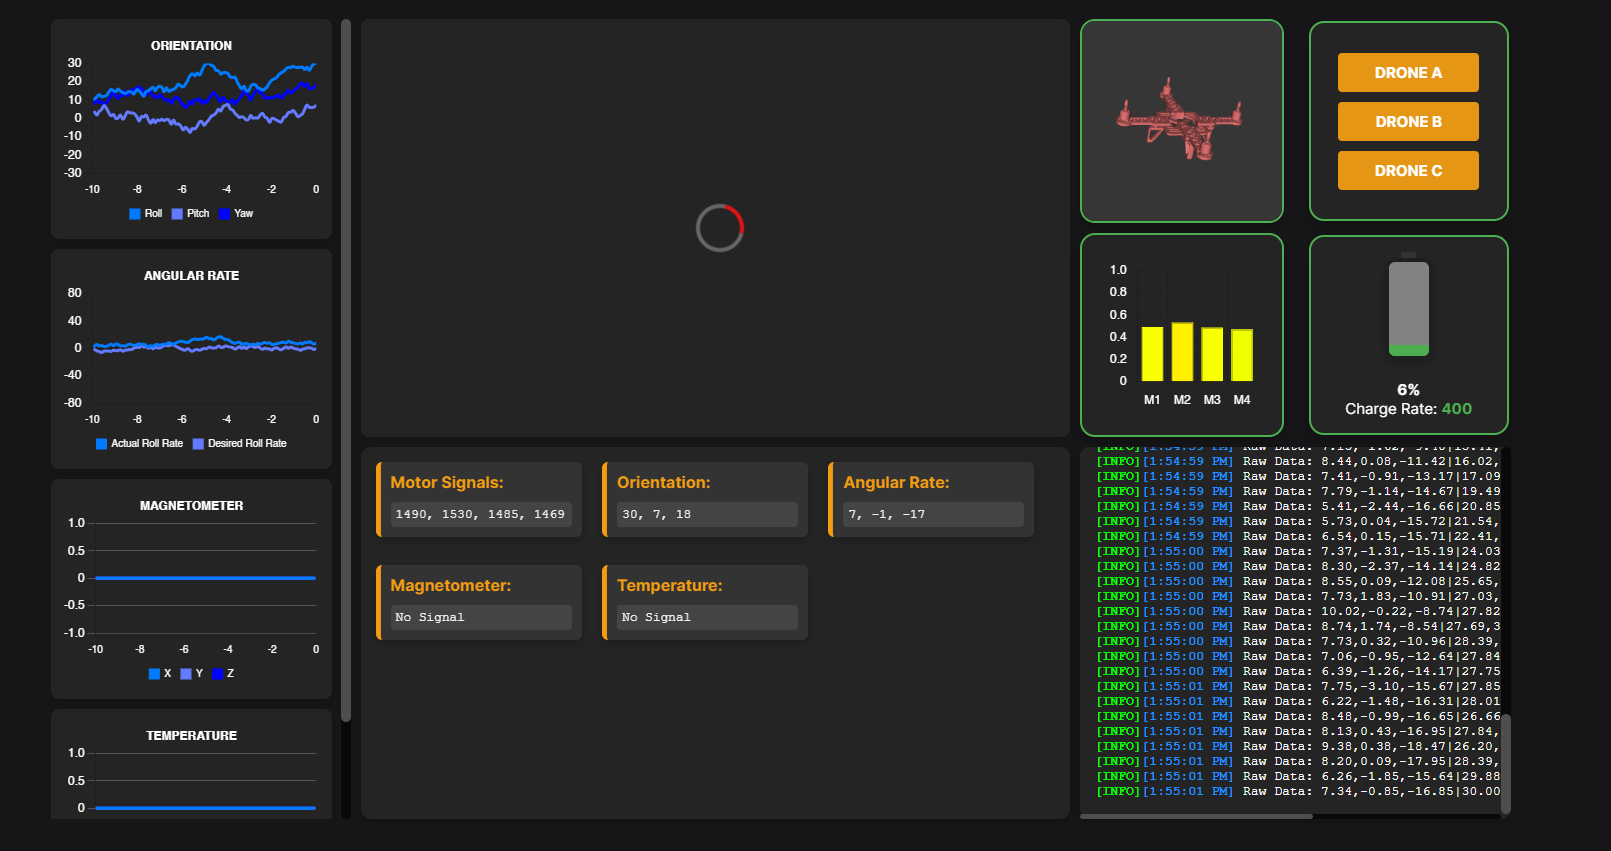 ORIENTATION
30
20
10
0
-10
-20
-30
-10 -8 -6 -4 -2 0
Roll Pitch Yaw
ANGULAR RATE
80
40
0
-40
-80
-10 -8 -6 -4 -2 0
Actual Roll Rate Desired Roll Rate
MAGNETOMETER
1.0
0.5
0
-0.5
-1.0
-10 -8 -6 -4 -2 0
X Y Z
TEMPERATURE
1.0
0.5
0
Motor Signals:
1490, 1530, 1485, 1469
Orientation:
30, 7, 18
Angular Rate:
7, -1, -17
Magnetometer:
No Signal
Temperature:
No Signal
DRONE A
DRONE B
DRONE C
1.0
0.8
0.6
0.4
0.2
0
M1 M2 M3 M4
6%
Charge Rate: 400
[INFO][1:54:59 PM] Raw Data: 8.44,0.08,-11.42|16.02,
[INFO][1:54:59 PM] Raw Data: 7.41,-0.91,-13.17|17.09
[INFO][1:54:59 PM] Raw Data: 7.79,-1.14,-14.67|19.49
[INFO][1:54:59 PM] Raw Data: 5.41,-2.44,-16.66|20.85
[INFO][1:54:59 PM] Raw Data: 5.73,0.04,-15.72|21.54,
[INFO][1:54:59 PM] Raw Data: 6.54,0.15,-15.71|22.41,
[INFO][1:55:00 PM] Raw Data: 7.37,-1.31,-15.19|24.03
[INFO][1:55:00 PM] Raw Data: 8.30,-2.37,-14.14|24.82
[INFO][1:55:00 PM] Raw Data: 8.55,0.09,-12.08|25.65,
[INFO][1:55:00 PM] Raw Data: 7.73,1.83,-10.91|27.03,
[INFO][1:55:00 PM] Raw Data: 10.02,-0.22,-8.74|27.82
[INFO][1:55:00 PM] Raw Data: 8.74,1.74,-8.54|27.69,3
[INFO][1:55:00 PM] Raw Data: 7.73,0.32,-10.96|28.39,
[INFO][1:55:00 PM] Raw Data: 7.06,-0.95,-12.64|27.84
[INFO][1:55:00 PM] Raw Data: 6.39,-1.26,-14.17|27.75
[INFO][1:55:01 PM] Raw Data: 7.75,-3.10,-15.67|27.85
[INFO][1:55:01 PM] Raw Data: 6.22,-1.48,-16.31|28.01
[INFO][1:55:01 PM] Raw Data: 8.48,-0.99,-16.65|26.66
[INFO][1:55:01 PM] Raw Data: 8.13,0.43,-16.95|27.84,
[INFO][1:55:01 PM] Raw Data: 9.38,0.38,-18.47|26.20,
[INFO][1:55:01 PM] Raw Data: 8.20,0.09,-17.95|28.39,
[INFO][1:55:01 PM] Raw Data: 6.26,-1.85,-15.64|29.88
[INFO][1:55:01 PM] Raw Data: 7.34,-0.85,-16.85|30.00